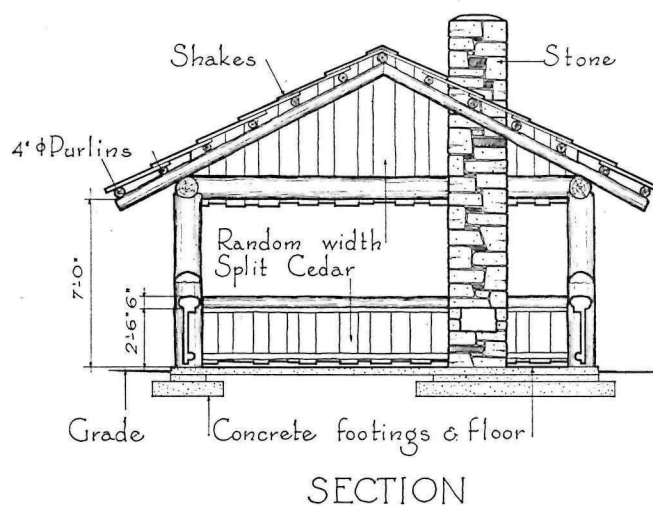 Shakes
Stone
4"ϕ Purlins
Random width
Split Cedar
7'-0"
6"
2'-6"
Grade
Concrete footings & floor
SECTION